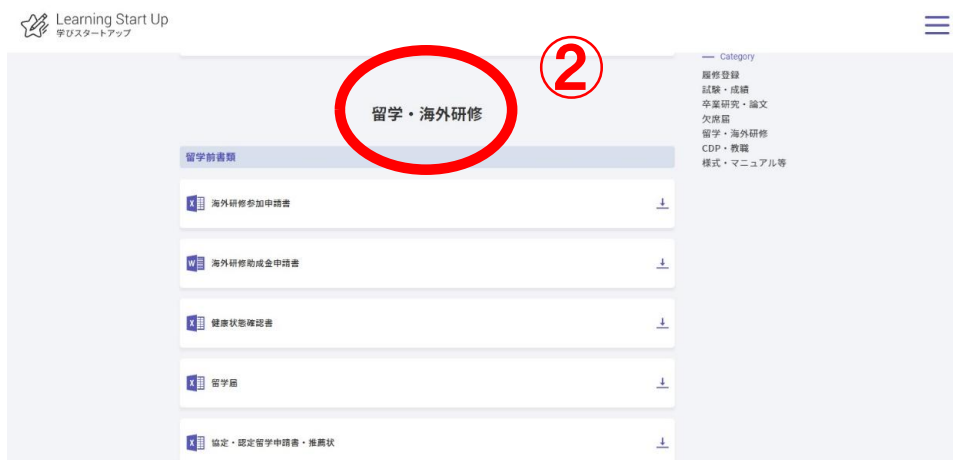 Learning Start Up
学びスタートアップ
②
留学・海外研修
留学前書類
海外研修参加申請書
海外研修助成金申請書
健康状態確認書
留学届
協定・認定留学申請書・推薦状
Category
履修登録
試験・成績
卒業研究・論文
欠席届
留学・海外研修
CDP・教職
様式・マニュアル等